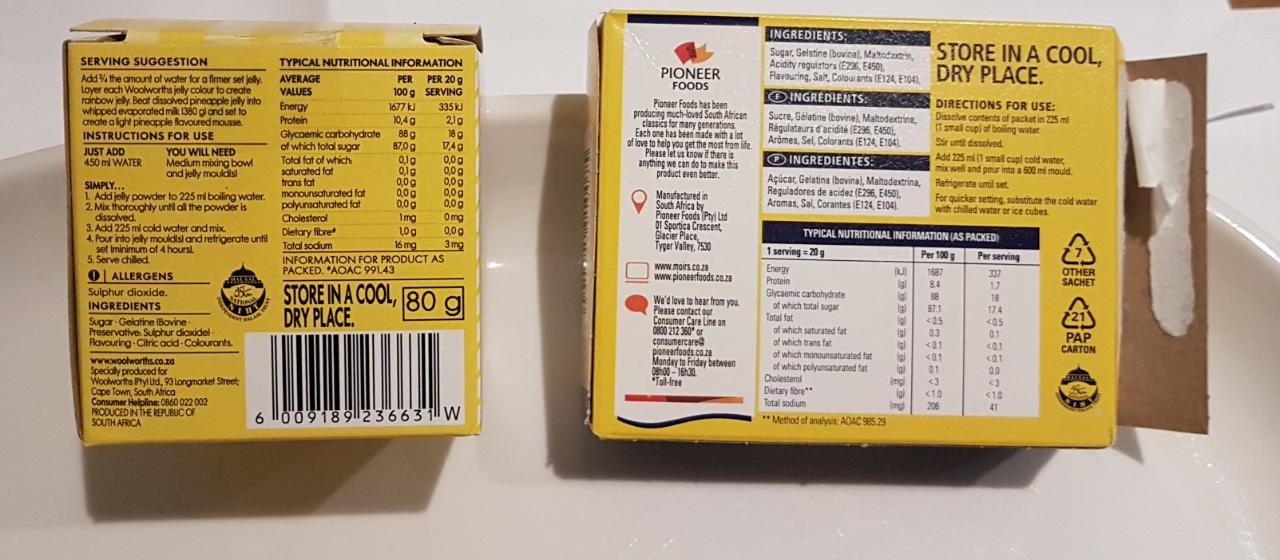 SERVING SUGGESTION
Add ¾ the amount of water for a firmer set jelly.
Layer each Woolworths jelly colour to create
rainbow jelly. Beat dissolved pineapple jelly into
whipped evaporated milk (380 g) and set to
create a light pineapple flavoured mousse.
INSTRUCTIONS FOR USE
JUST ADD YOU WILL NEED
450 ml WATER Medium mixing bowl
and jelly mould(s)
SIMPLY...
1. Add jelly powder to 225 ml boiling water.
2. Mix thoroughly until all the powder is
dissolved.
3. Add 225 ml cold water and mix.
4. Pour into jelly mould(s) and refrigerate until
set (minimum of 4 hours).
5. Serve chilled.
ALLERGENS
Sulphur dioxide.
INGREDIENTS
Sugar · Gelatine (Bovine ·
Preservative: Sulphur dioxide) ·
Flavouring · Citric acid · Colourants.
www.woolworths.co.za
Specially produced for
Woolworths (Pty) Ltd., 93 Longmarket Street;
Cape Town, South Africa
Consumer Helpline: 0860 022 002
PRODUCED IN THE REPUBLIC OF
SOUTH AFRICA
TYPICAL NUTRITIONAL INFORMATION
AVERAGE PER PER 20 g
VALUES 100 g SERVING
Energy 1677 kJ 335 kJ
Protein 10,4 g 2,1 g
Glycaemic carbohydrate 88 g 18 g
of which total sugar 87,0 g 17,4 g
Total fat of which: 0,1 g 0,0 g
saturated fat 0,1 g 0,0 g
trans fat 0,0 g 0,0 g
monounsaturated fat 0,0 g 0,0 g
polyunsaturated fat 0,0 g 0,0 g
Cholesterol 1 mg 0 mg
Dietary fibre* 1,0 g 0,0 g
Total sodium 16 mg 3 mg
INFORMATION FOR PRODUCT AS
PACKED. *AOAC 991.43
STORE IN A COOL,
DRY PLACE.
80 g
6 009189 236631 W
PIONEER
FOODS
Pioneer Foods has been
producing much-loved South African
classics for many generations.
Each one has been made with a lot
of love to help you get the most from life.
Please let us know if there is
anything we can do to make this
product even better.
Manufactured in
South Africa by
Pioneer Foods (Pty) Ltd
01 Sportica Crescent,
Glacier Place,
Tyger Valley, 7530
www.moirs.co.za
www.pioneerfoods.co.za
We'd love to hear from you.
Please contact our
Consumer Care Line on
0800 212 360* or
consumercare@
pioneerfoods.co.za
Monday to Friday between
08h00 – 16h30.
*Toll-free
INGREDIENTS:
Sugar, Gelatine (bovine), Maltodextrin,
Acidity regulators (E296, E450),
Flavouring, Salt, Colourants (E124, E104).
F INGRÉDIENTS:
Sucre, Gélatine (bovine), Maltodextrine,
Régulateurs d'acidité (E296, E450),
Arômes, Sel, Colorants (E124, E104).
P INGREDIENTES:
Açúcar, Gelatina (bovina), Maltodextrina,
Reguladores de acidez (E296, E450),
Aromas, Sal, Corantes (E124, E104).
STORE IN A COOL,
DRY PLACE.
DIRECTIONS FOR USE:
Dissolve contents of packet in 225 ml
(1 small cup) of boiling water.
Stir until dissolved.
Add 225 ml (1 small cup) cold water,
mix well and pour into a 600 ml mould.
Refrigerate until set.
For quicker setting, substitute the cold water
with chilled water or ice cubes.
TYPICAL NUTRITIONAL INFORMATION (AS PACKED)
1 serving = 20 g Per 100 g Per serving
Energy (kJ) 1687 337
Protein (g) 8.4 1.7
Glycaemic carbohydrate (g) 88 18
of which total sugar (g) 87.1 17.4
Total fat (g) <0.5 <0.5
of which saturated fat (g) 0.3 0.1
of which trans fat (g) <0.1 <0.1
of which monounsaturated fat (g) <0.1 <0.1
of which polyunsaturated fat (g) 0.1 0.0
Cholesterol (mg) <3 <3
Dietary fibre** (g) <1.0 <1.0
Total sodium (mg) 206 41
** Method of analysis: AOAC 985.29
7
OTHER
SACHET
21
PAP
CARTON